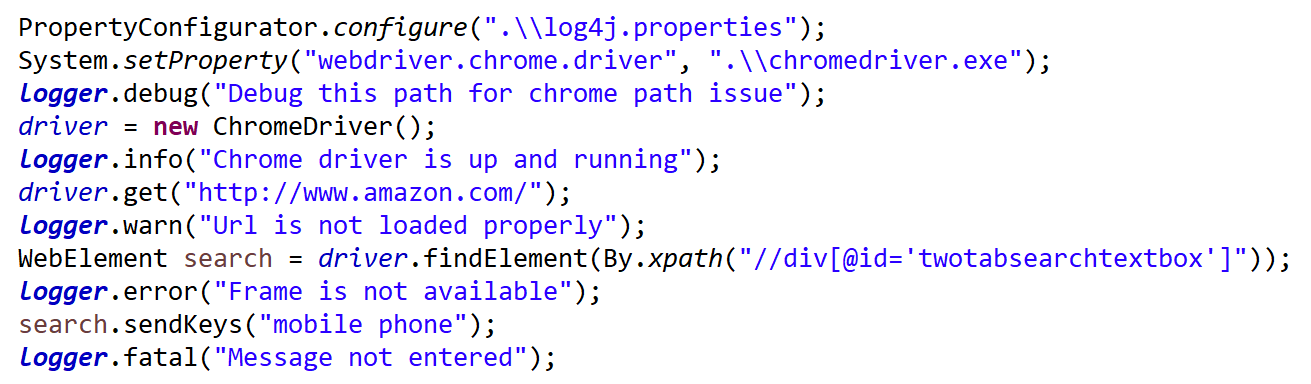 PropertyConfigurator.configure(".\\log4j.properties");
System.setProperty("webdriver.chrome.driver", ".\\chromedriver.exe");
logger.debug("Debug this path for chrome path issue");
driver = new ChromeDriver();
logger.info("Chrome driver is up and running");
driver.get("http://www.amazon.com/");
logger.warn("Url is not loaded properly");
WebElement search = driver.findElement(By.xpath("//div[@id='twotabsearchtextbox']"));
logger.error("Frame is not available");
search.sendKeys("mobile phone");
logger.fatal("Message not entered");